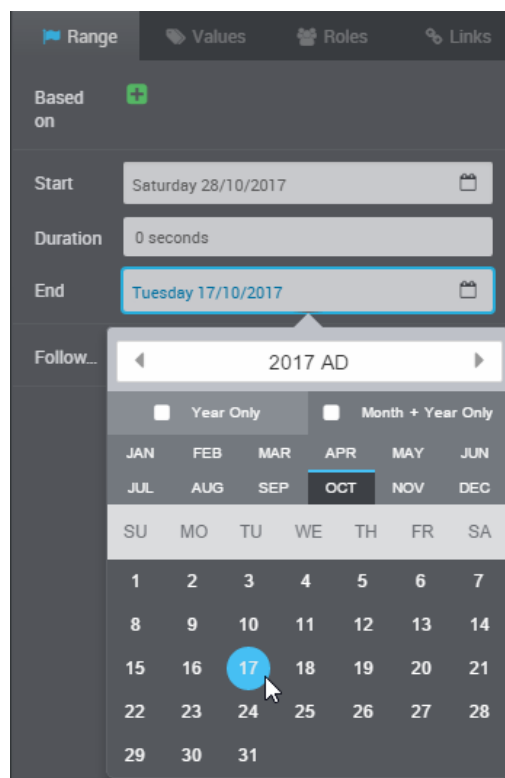 Range Values Roles Links
Based
on
Start Saturday 28/10/2017
Duration 0 seconds
End Tuesday 17/10/2017
Follow...
2017 AD
Year Only Month + Year Only
JAN FEB MAR APR MAY JUN
JUL AUG SEP OCT NOV DEC
SU MO TU WE TH FR SA
1 2 3 4 5 6 7
8 9 10 11 12 13 14
15 16 17 18 19 20 21
22 23 24 25 26 27 28
29 30 31